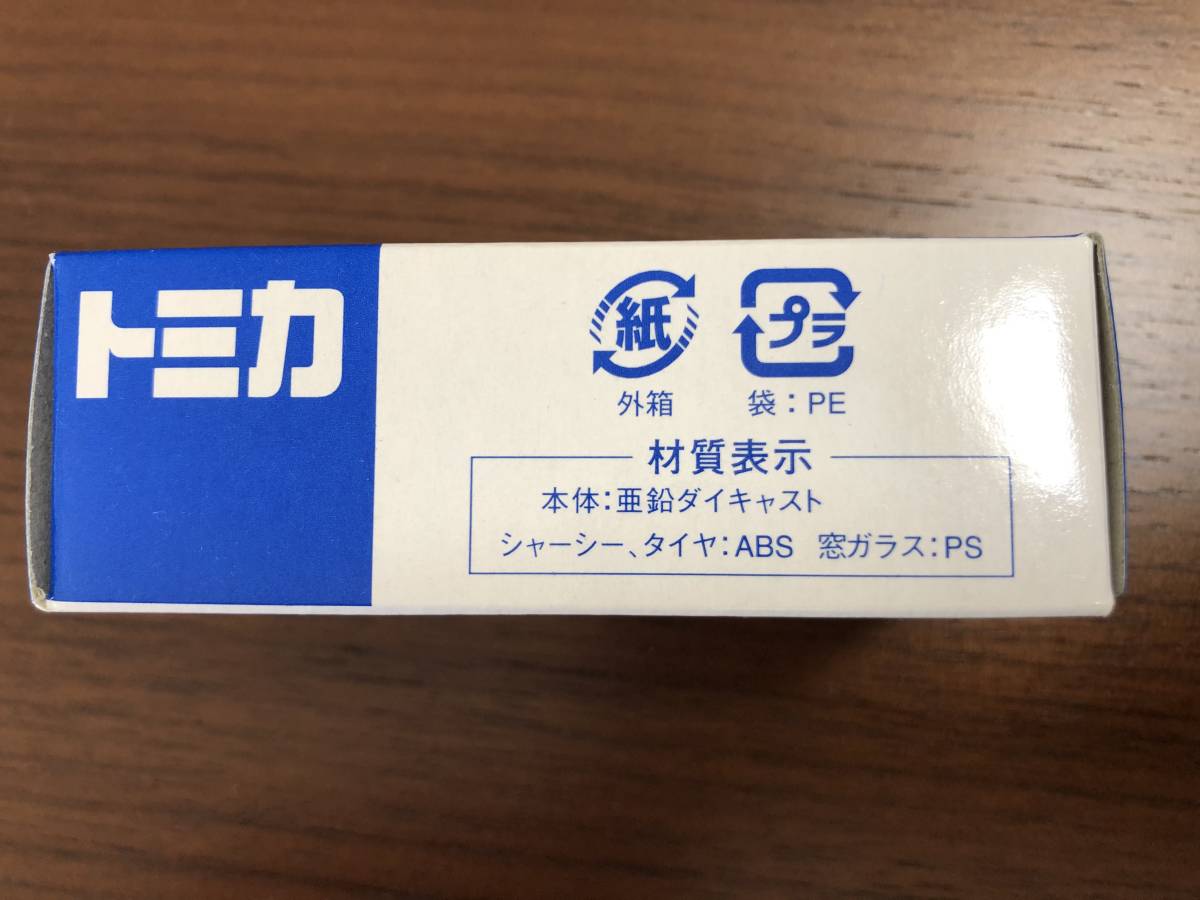 トミカ
紙 プラ
外箱 袋：PE
材質表示
本体：亜鉛ダイキャスト
シャーシー、タイヤ：ABS 窓ガラス：PS